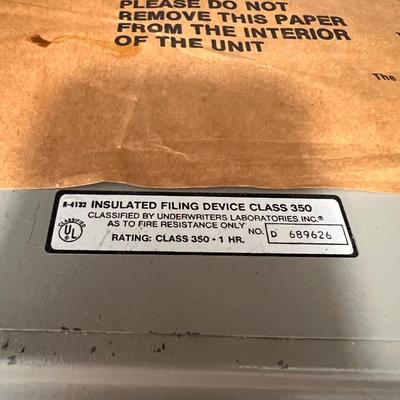 PLEASE DO NOT
REMOVE THIS PAPER
FROM THE INTERIOR
OF THE UNIT
The
R-4132 INSULATED FILING DEVICE CLASS 350
CLASSIFIED BY UNDERWRITERS LABORATORIES INC.®
AS TO FIRE RESISTANCE ONLY
RATING: CLASS 350 - 1 HR.
NO. D 689626
CLASSIFIED
UL